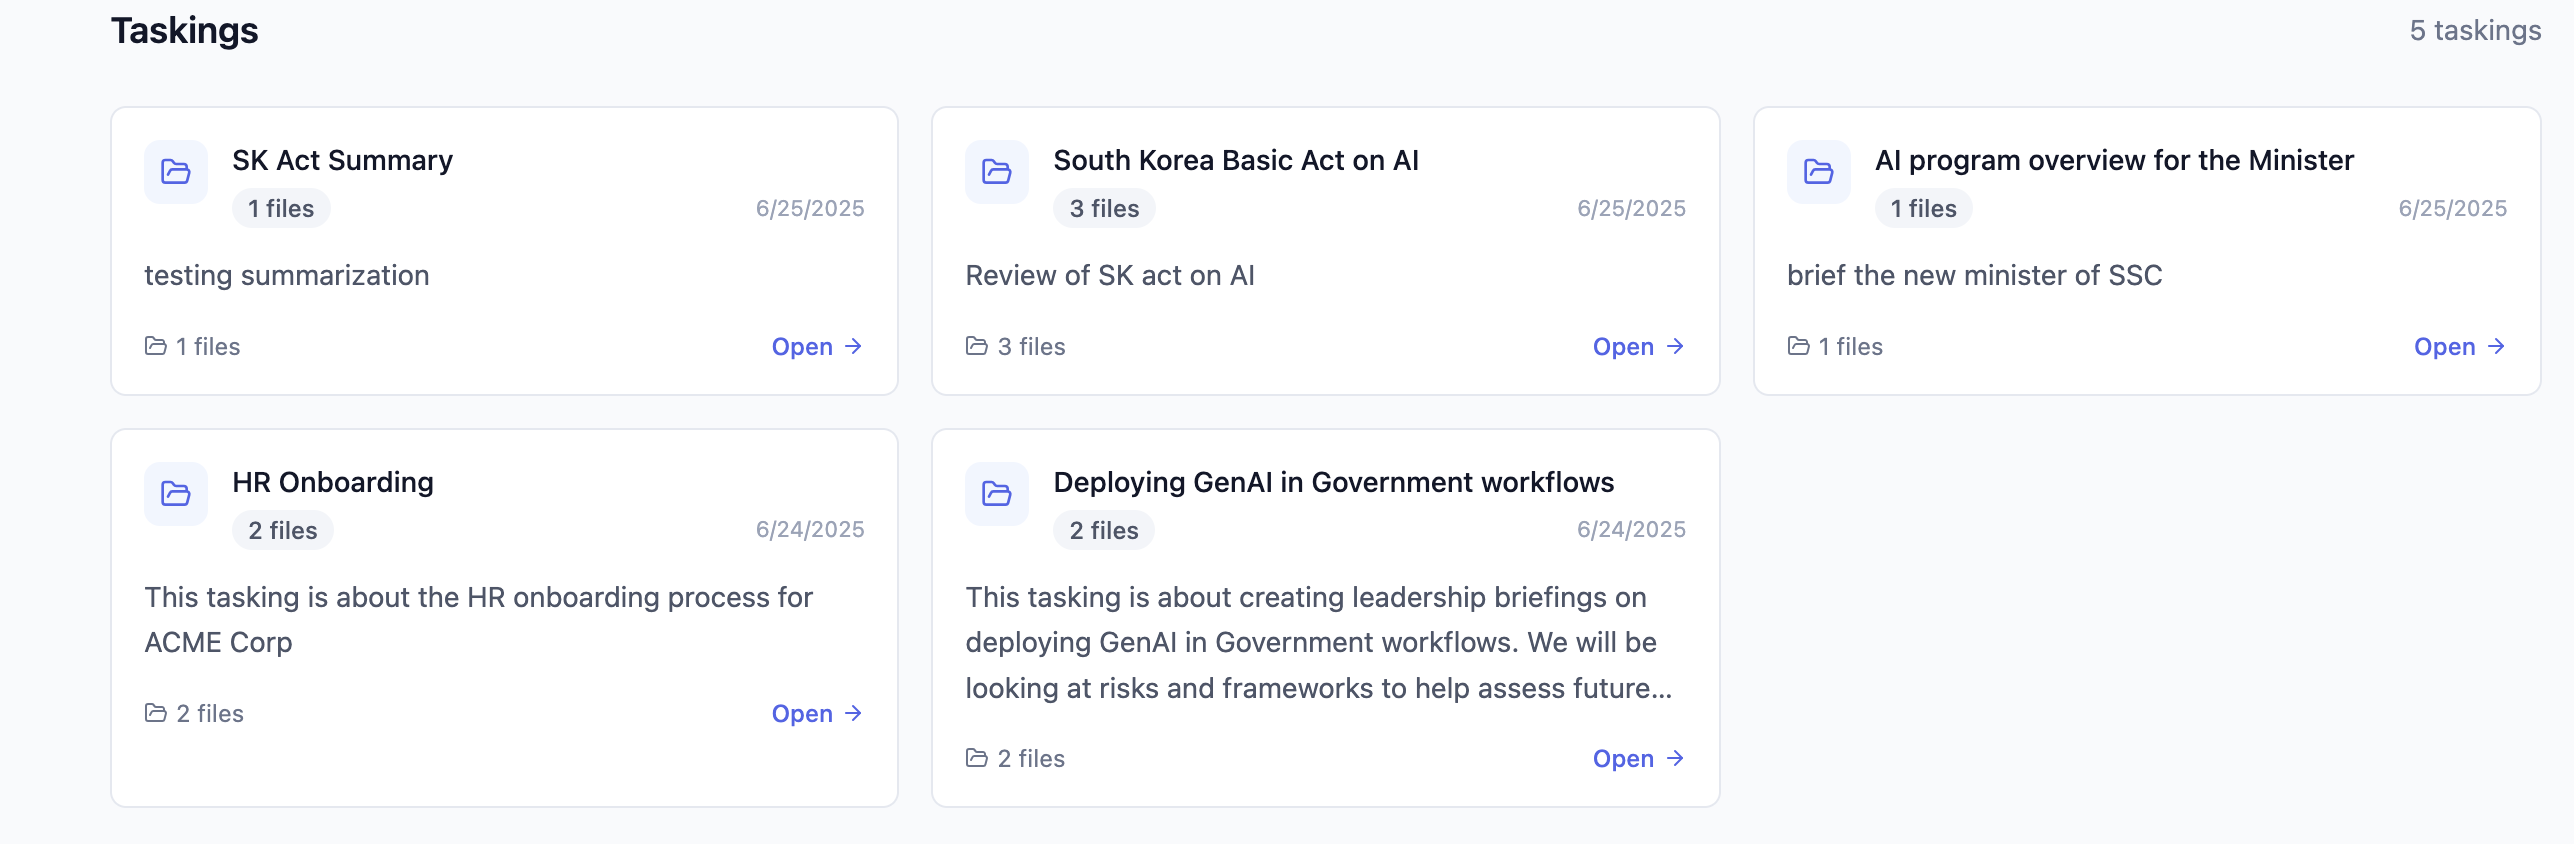 Taskings
5 taskings
SK Act Summary
1 files
6/25/2025
testing summarization
1 files
Open →
South Korea Basic Act on AI
3 files
6/25/2025
Review of SK act on AI
3 files
Open →
AI program overview for the Minister
1 files
6/25/2025
brief the new minister of SSC
1 files
Open →
HR Onboarding
2 files
6/24/2025
This tasking is about the HR onboarding process for
ACME Corp
2 files
Open →
Deploying GenAI in Government workflows
2 files
6/24/2025
This tasking is about creating leadership briefings on
deploying GenAI in Government workflows. We will be
looking at risks and frameworks to help assess future...
2 files
Open →